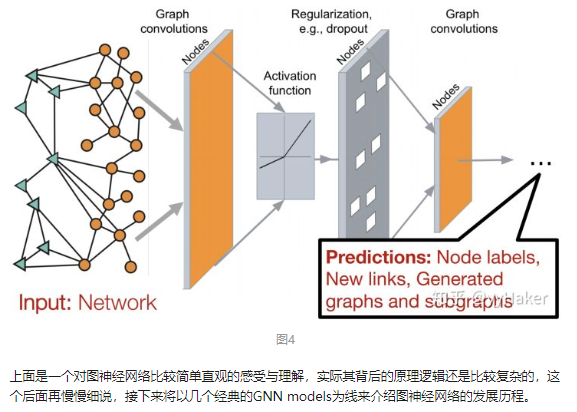 Graph
convolutions
Regularization,
e.g., dropout
Graph
convolutions
Nodes
Activation
function
Nodes
Nodes
...
Input: Network
Predictions: Node labels,
New links, Generated
graphs and subgraphs
图4
上面是一个对图神经网络比较简单直观的感受与理解，实际其背后的原理逻辑还是比较复杂的，这
个后面再慢慢细说，接下来将以几个经典的GNN models为线来介绍图神经网络的发展历程。